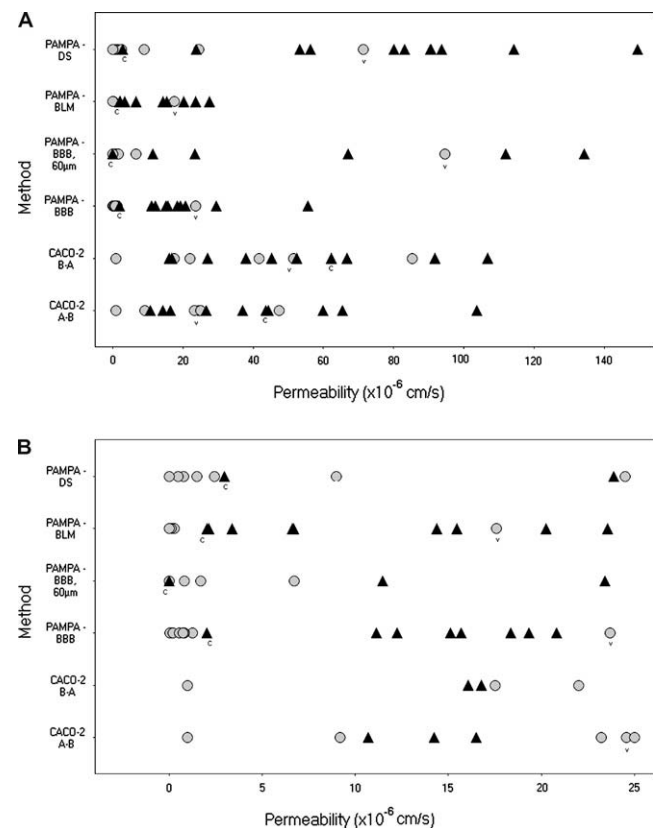 A
PAMPA -
DS
C
v
PAMPA -
BLM
C
v
PAMPA -
BBB,
60µm
C
v
PAMPA -
BBB
C
v
CACO-2
B-A
v
C
CACO-2
A-B
v
C
Method
0 20 40 60 80 100 120 140
Permeability (x10-6 cm/s)
B
PAMPA -
DS
C
PAMPA -
BLM
C
v
PAMPA -
BBB,
60µm
C
PAMPA -
BBB
C
v
CACO-2
B-A
CACO-2
A-B
v
Method
0 5 10 15 20 25
Permeability (x10-6 cm/s)